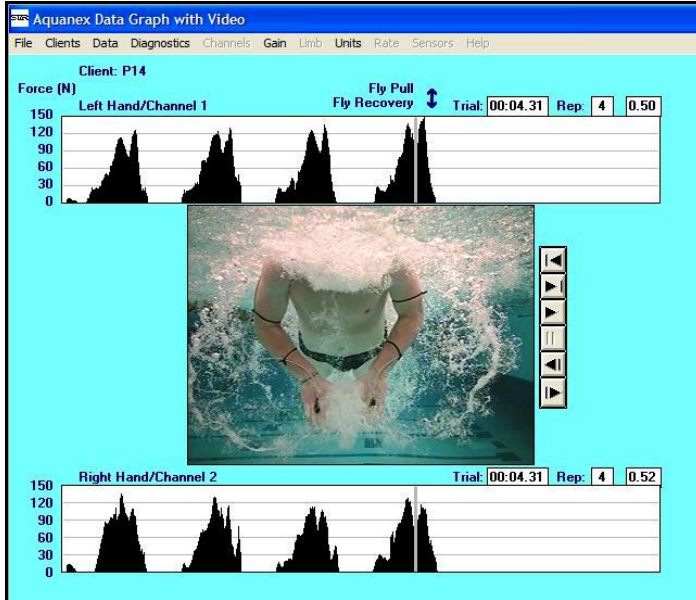 STAR Aquanex Data Graph with Video
File Clients Data Diagnostics Channels Gain Limb Units Rate Sensors Help
Client: P14
Force (N) Fly Pull
Left Hand/Channel 1 Fly Recovery Trial: 00:04.31 Rep: 4 0.50
150
120
90
60
30
0
Right Hand/Channel 2 Trial: 00:04.31 Rep: 4 0.52
150
120
90
60
30
0